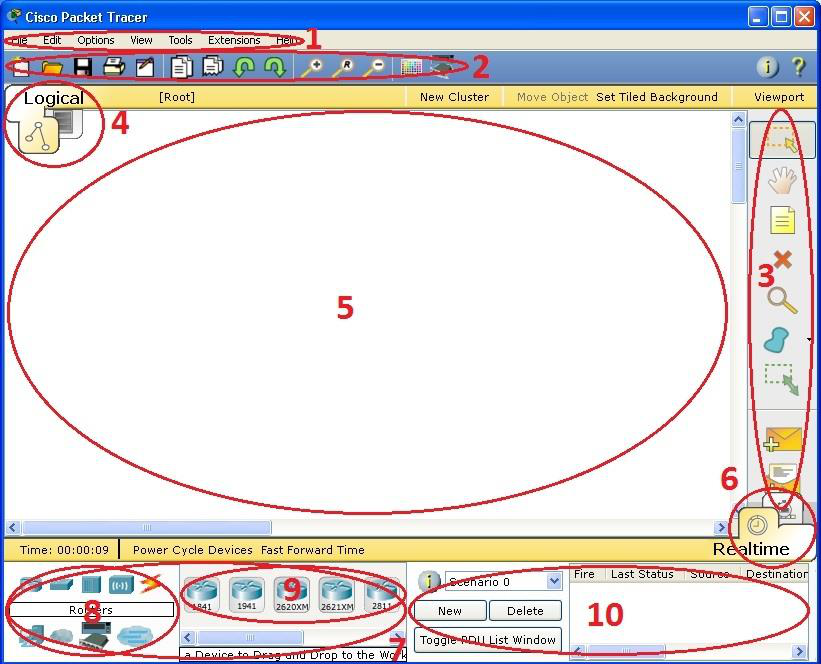 Cisco Packet Tracer
File Edit Options View Tools Extensions Help
1
R
2
i ?
Logical [Root] New Cluster Move Object Set Tiled Background Viewport
4
3
5
6
Time: 00:00:09 Power Cycle Devices Fast Forward Time Realtime
Routers
8
1841 1941 2620XM 2621XM 2811
9
a Device to Drag and Drop to the Work
7
i Scenario 0
New Delete
Toggle PDU List Window
Fire Last Status Source Destination
10